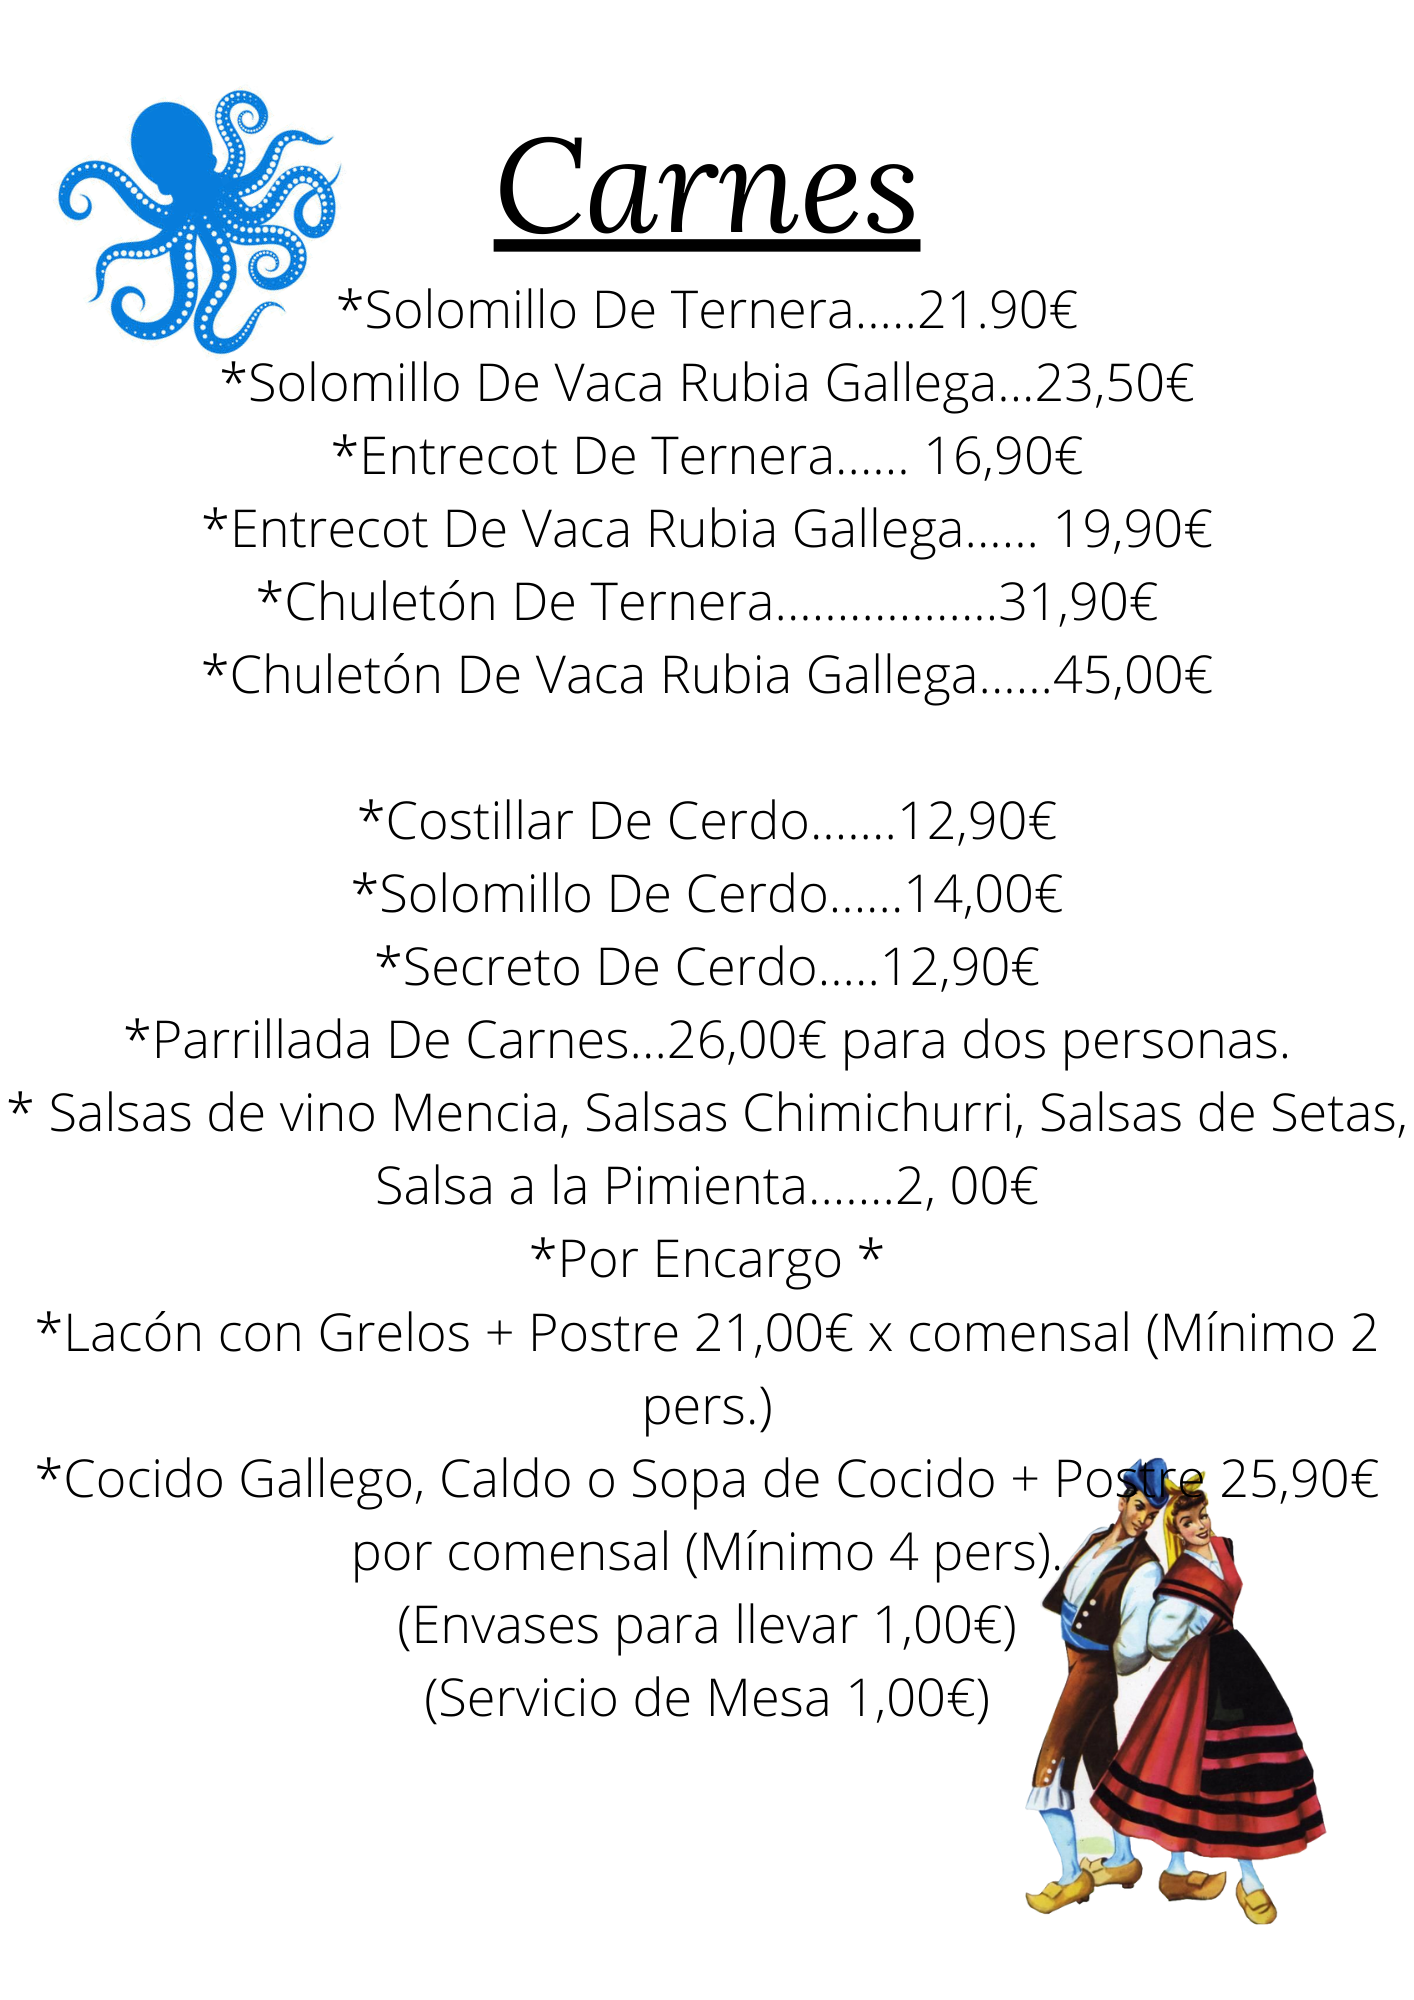 Carnes
*Solomillo De Ternera.....21.90€
*Solomillo De Vaca Rubia Gallega...23,50€
*Entrecot De Ternera...... 16,90€
*Entrecot De Vaca Rubia Gallega...... 19,90€
*Chuletón De Ternera..................31,90€
*Chuletón De Vaca Rubia Gallega......45,00€
*Costillar De Cerdo.......12,90€
*Solomillo De Cerdo......14,00€
*Secreto De Cerdo.....12,90€
*Parrillada De Carnes...26,00€ para dos personas.
* Salsas de vino Mencia, Salsas Chimichurri, Salsas de Setas,
Salsa a la Pimienta.......2, 00€
*Por Encargo *
*Lacón con Grelos + Postre 21,00€ x comensal (Mínimo 2
pers.)
*Cocido Gallego, Caldo o Sopa de Cocido + Postre 25,90€
por comensal (Mínimo 4 pers).
(Envases para llevar 1,00€)
(Servicio de Mesa 1,00€)